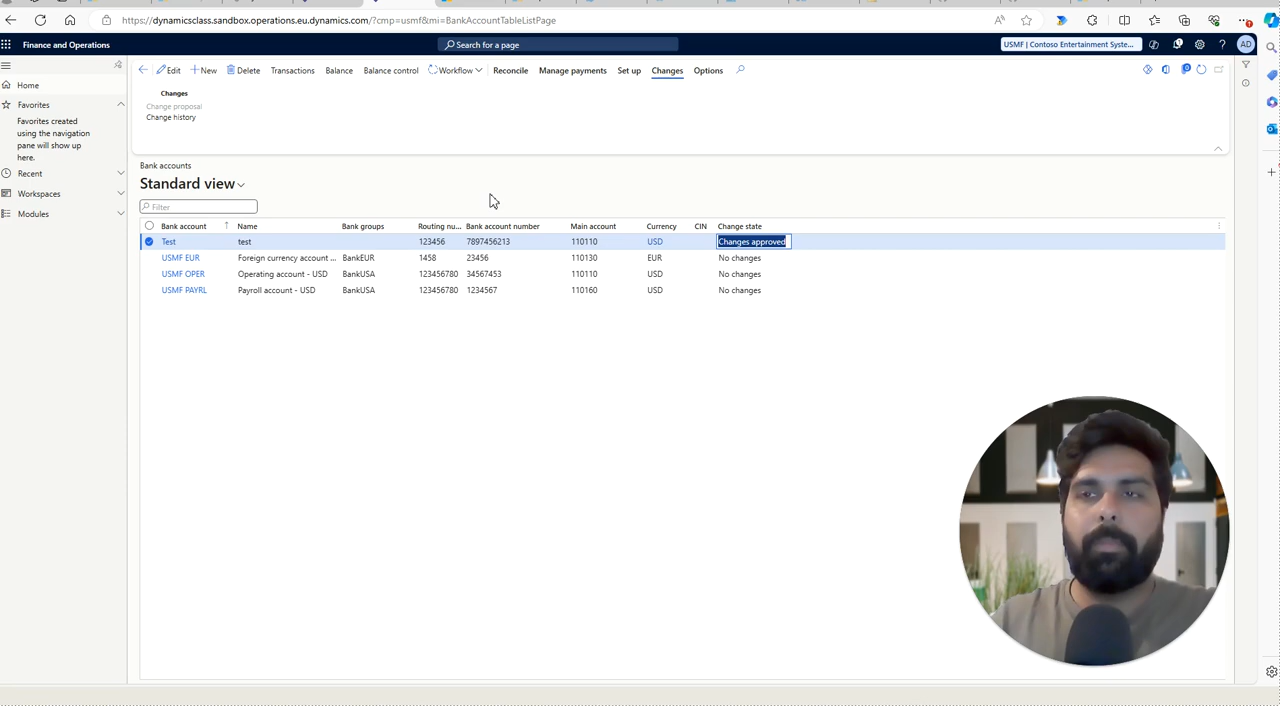 dynamicsclass.sandbox.operations.eu.dynamics.com/?cmp=usmf&mi=BankAccountTableListPage
Finance and Operations
Search for a page
USMF | Contoso Entertainment Syste...
AD
Edit New Delete Transactions Balance Balance control Workflow Reconcile Manage payments Set up Changes Options
Home
Favorites
Favorites created
using the navigation
pane will show up
here.
Recent
Workspaces
Modules
Changes
Change proposal
Change history
Bank accounts
Standard view
Filter
Bank account Name Bank groups Routing nu... Bank account number Main account Currency CIN Change state
Test test 123456 7897456213 110110 USD Changes approved
USMF EUR Foreign currency account ... BankEUR 1458 23456 110130 EUR No changes
USMF OPER Operating account - USD BankUSA 123456780 34567453 110110 USD No changes
USMF PAYRL Payroll account - USD BankUSA 123456780 1234567 110160 USD No changes